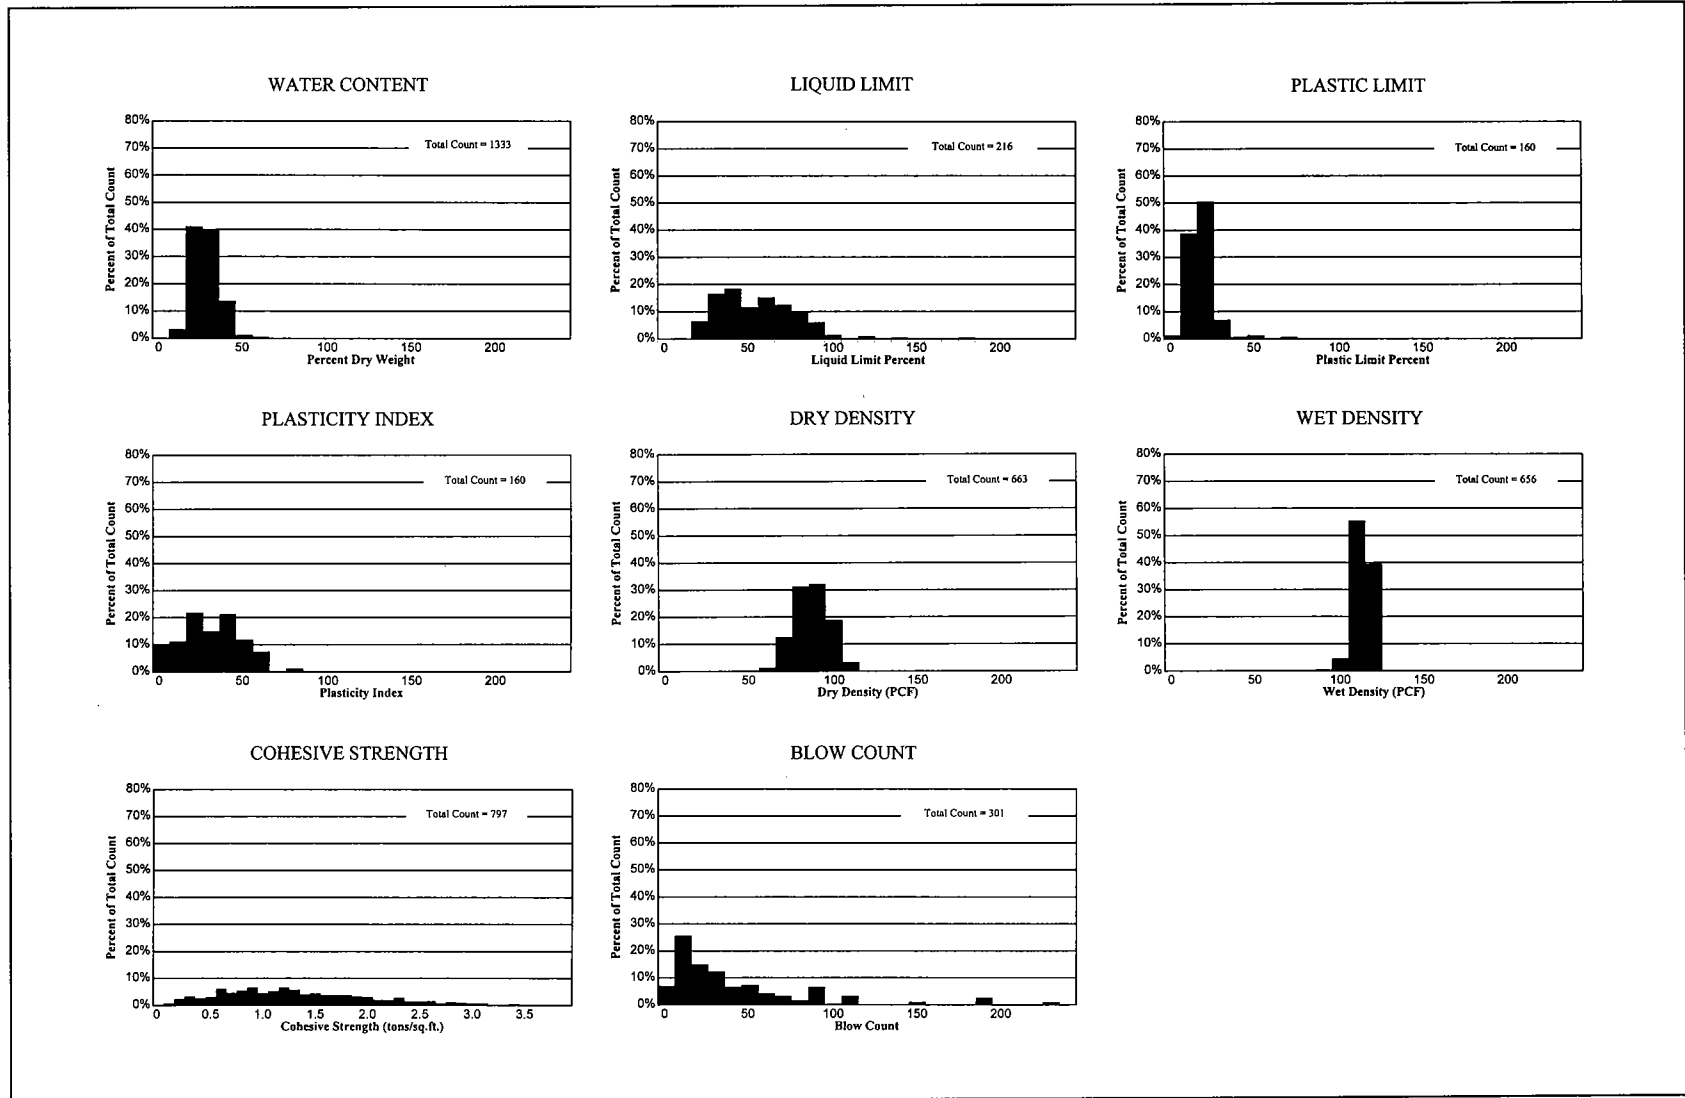 WATER CONTENT
80%
70%
60%
50%
40%
30%
20%
10%
0%
Percent of Total Count
Total Count = 1333
0 50 100 150 200
Percent Dry Weight
LIQUID LIMIT
80%
70%
60%
50%
40%
30%
20%
10%
0%
Percent of Total Count
Total Count = 216
0 50 100 150 200
Liquid Limit Percent
PLASTIC LIMIT
80%
70%
60%
50%
40%
30%
20%
10%
0%
Percent of Total Count
Total Count = 160
0 50 100 150 200
Plastic Limit Percent
PLASTICITY INDEX
80%
70%
60%
50%
40%
30%
20%
10%
0%
Percent of Total Count
Total Count = 160
0 50 100 150 200
Plasticity Index
DRY DENSITY
80%
70%
60%
50%
40%
30%
20%
10%
0%
Percent of Total Count
Total Count = 663
0 50 100 150 200
Dry Density (PCF)
WET DENSITY
80%
70%
60%
50%
40%
30%
20%
10%
0%
Percent of Total Count
Total Count = 656
0 50 100 150 200
Wet Density (PCF)
COHESIVE STRENGTH
80%
70%
60%
50%
40%
30%
20%
10%
0%
Percent of Total Count
Total Count = 797
0 0.5 1.0 1.5 2.0 2.5 3.0 3.5
Cohesive Strength (tons/sq.ft.)
BLOW COUNT
80%
70%
60%
50%
40%
30%
20%
10%
0%
Percent of Total Count
Total Count = 301
0 50 100 150 200
Blow Count